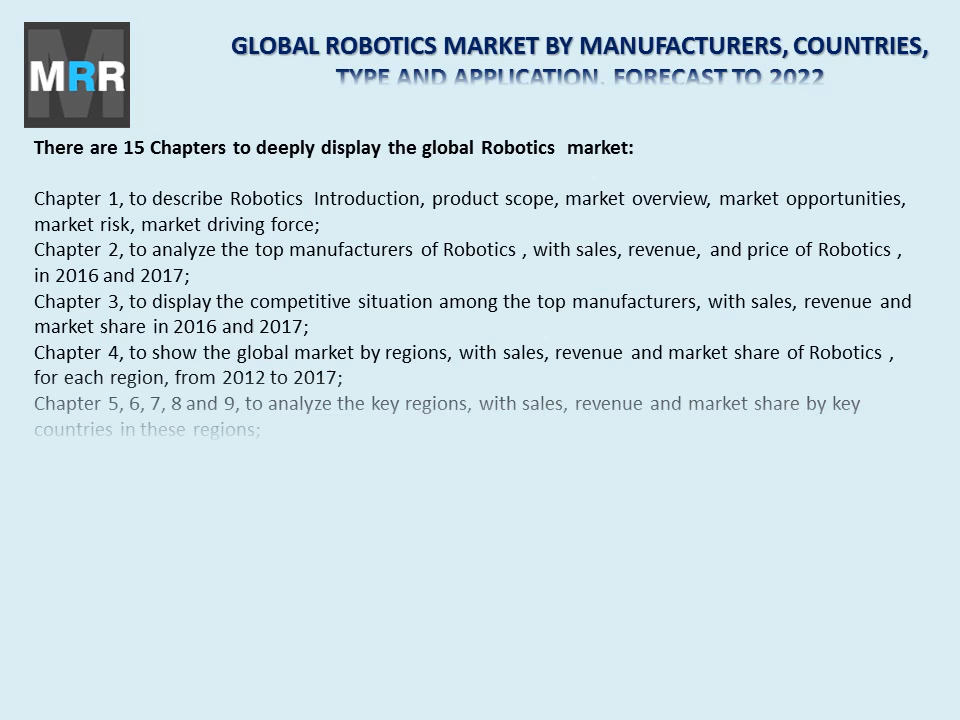 MRR
GLOBAL ROBOTICS MARKET BY MANUFACTURERS, COUNTRIES,
TYPE AND APPLICATION, FORECAST TO 2022
There are 15 Chapters to deeply display the global Robotics market:
Chapter 1, to describe Robotics Introduction, product scope, market overview, market opportunities,
market risk, market driving force;
Chapter 2, to analyze the top manufacturers of Robotics , with sales, revenue, and price of Robotics ,
in 2016 and 2017;
Chapter 3, to display the competitive situation among the top manufacturers, with sales, revenue and
market share in 2016 and 2017;
Chapter 4, to show the global market by regions, with sales, revenue and market share of Robotics ,
for each region, from 2012 to 2017;
Chapter 5, 6, 7, 8 and 9, to analyze the key regions, with sales, revenue and market share by key
countries in these regions;